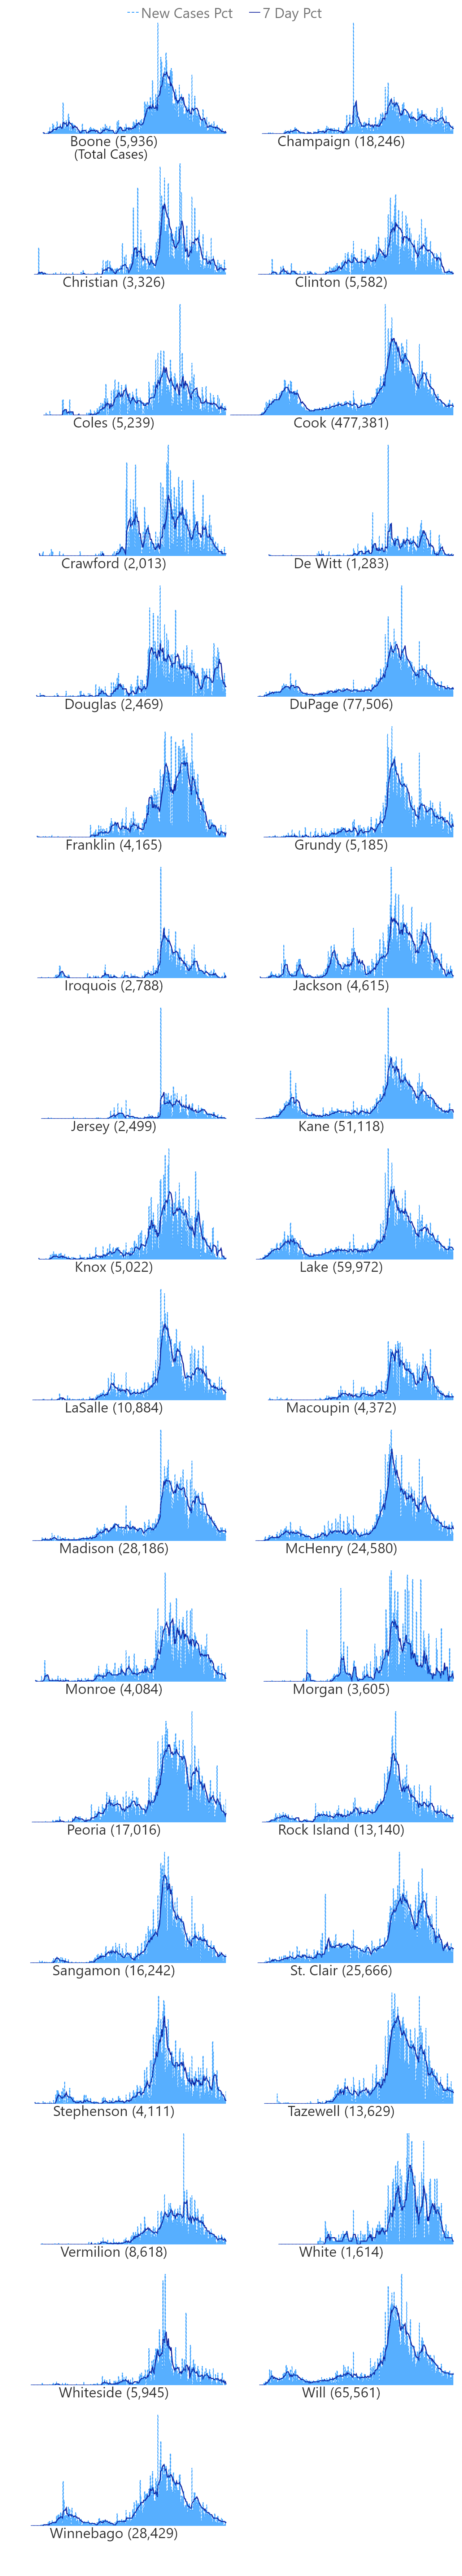 New Cases Pct 7 Day Pct
Boone (5,936) Champaign (18,246)
(Total Cases)
Christian (3,326) Clinton (5,582)
Coles (5,239) Cook (477,381)
Crawford (2,013) De Witt (1,283)
Douglas (2,469) DuPage (77,506)
Franklin (4,165) Grundy (5,185)
Iroquois (2,788) Jackson (4,615)
Jersey (2,499) Kane (51,118)
Knox (5,022) Lake (59,972)
LaSalle (10,884) Macoupin (4,372)
Madison (28,186) McHenry (24,580)
Monroe (4,084) Morgan (3,605)
Peoria (17,016) Rock Island (13,140)
Sangamon (16,242) St. Clair (25,666)
Stephenson (4,111) Tazewell (13,629)
Vermilion (8,618) White (1,614)
Whiteside (5,945) Will (65,561)
Winnebago (28,429)